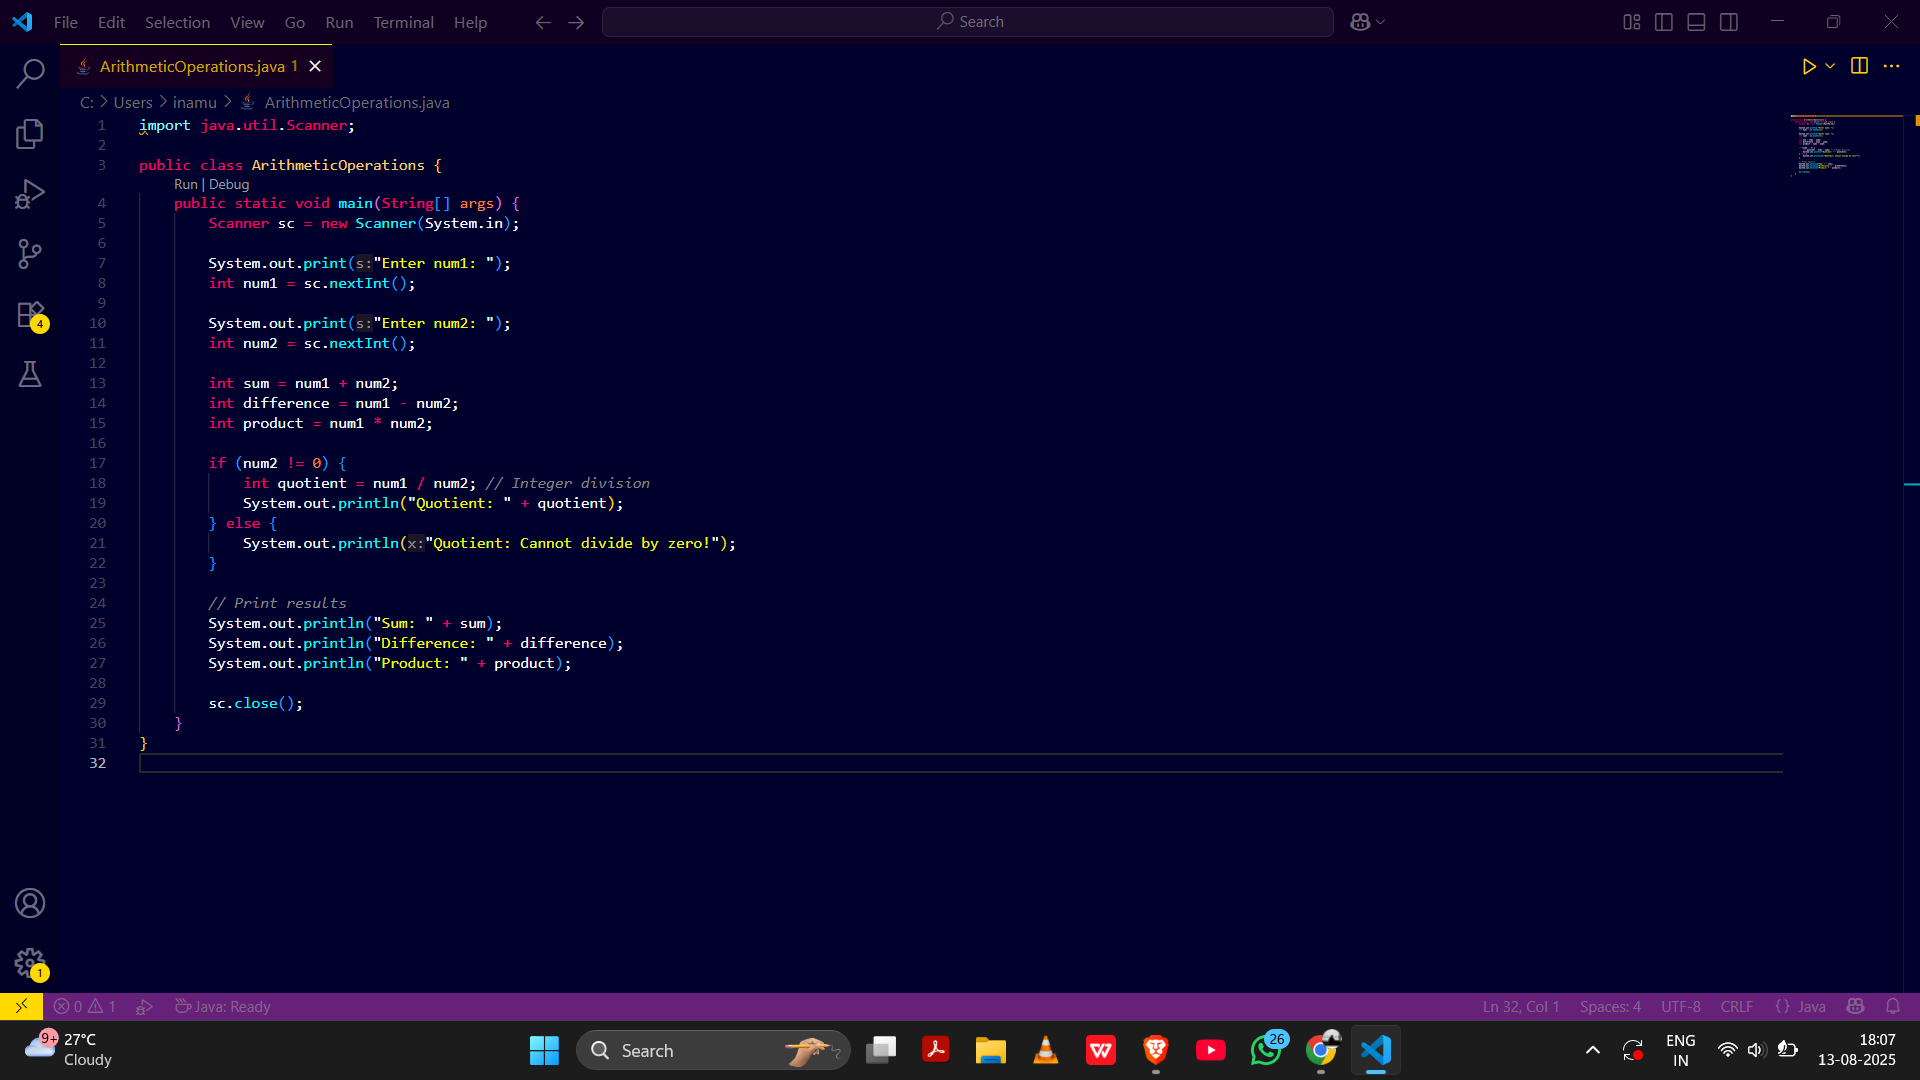 File Edit Selection View Go Run Terminal Help Search
ArithmeticOperations.java 1
C: > Users > inamu > ArithmeticOperations.java
1 import java.util.Scanner;
2
3 public class ArithmeticOperations {
Run | Debug
4 public static void main(String[] args) {
5 Scanner sc = new Scanner(System.in);
6
7 System.out.print(s:"Enter num1: ");
8 int num1 = sc.nextInt();
9
10 System.out.print(s:"Enter num2: ");
11 int num2 = sc.nextInt();
12
13 int sum = num1 + num2;
14 int difference = num1 - num2;
15 int product = num1 * num2;
16
17 if (num2 != 0) {
18 int quotient = num1 / num2; // Integer division
19 System.out.println("Quotient: " + quotient);
20 } else {
21 System.out.println(x:"Quotient: Cannot divide by zero!");
22 }
23
24 // Print results
25 System.out.println("Sum: " + sum);
26 System.out.println("Difference: " + difference);
27 System.out.println("Product: " + product);
28
29 sc.close();
30 }
31 }
32
4
1
0 1 Java: Ready Ln 32, Col 1 Spaces: 4 UTF-8 CRLF {} Java
9+ 27°C
Cloudy
Search
26
ENG
IN
18:07
13-08-2025